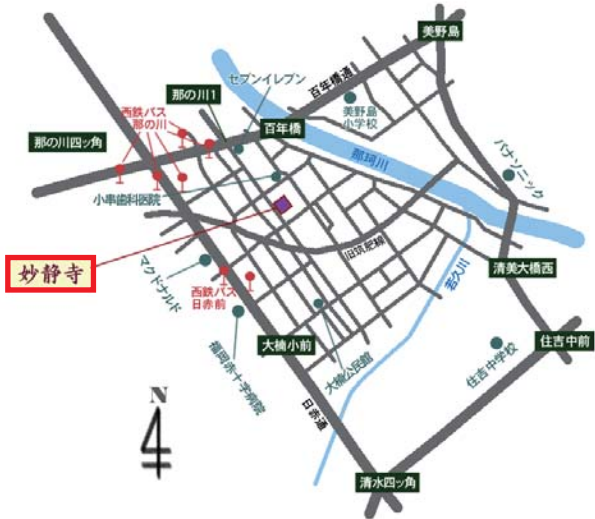 美野島
セブンイレブン
百年橋通
那の川1
美野島
小学校
西鉄バス
那の川
百年橋
那の川四ッ角
那珂川
パナソニック
小串歯科医院
旧筑肥線
妙静寺
マクドナルド
清美大橋西
若久川
西鉄バス
日赤前
福岡赤十字病院
大楠小前
大楠公民館
住吉中学校
住吉中前
日赤通
N
清水四ッ角